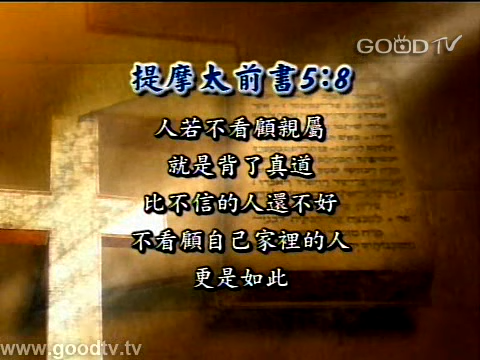 GOOD TV
提摩太前書5:8
人若不看顧親屬
就是背了真道
比不信的人還不好
不看顧自己家裡的人
更是如此
www.goodtv.tv